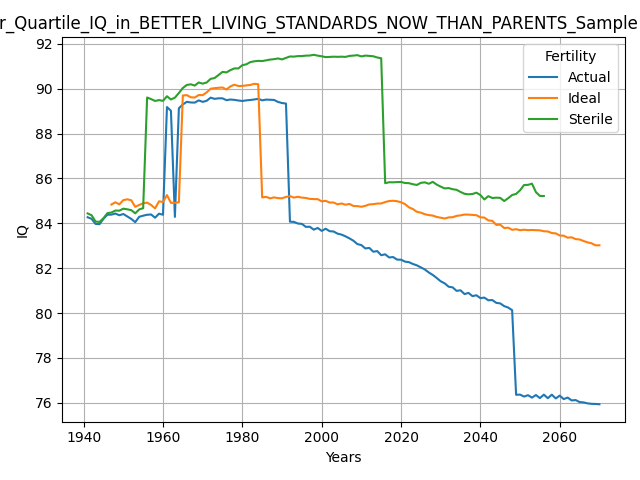 r_Quartile_IQ_in_BETTER_LIVING_STANDARDS_NOW_THAN_PARENTS_Sample
92
90
88
86
84
82
80
78
76
IQ
Fertility
Actual
Ideal
Sterile
1940
1960
1980
2000
2020
2040
2060
Years